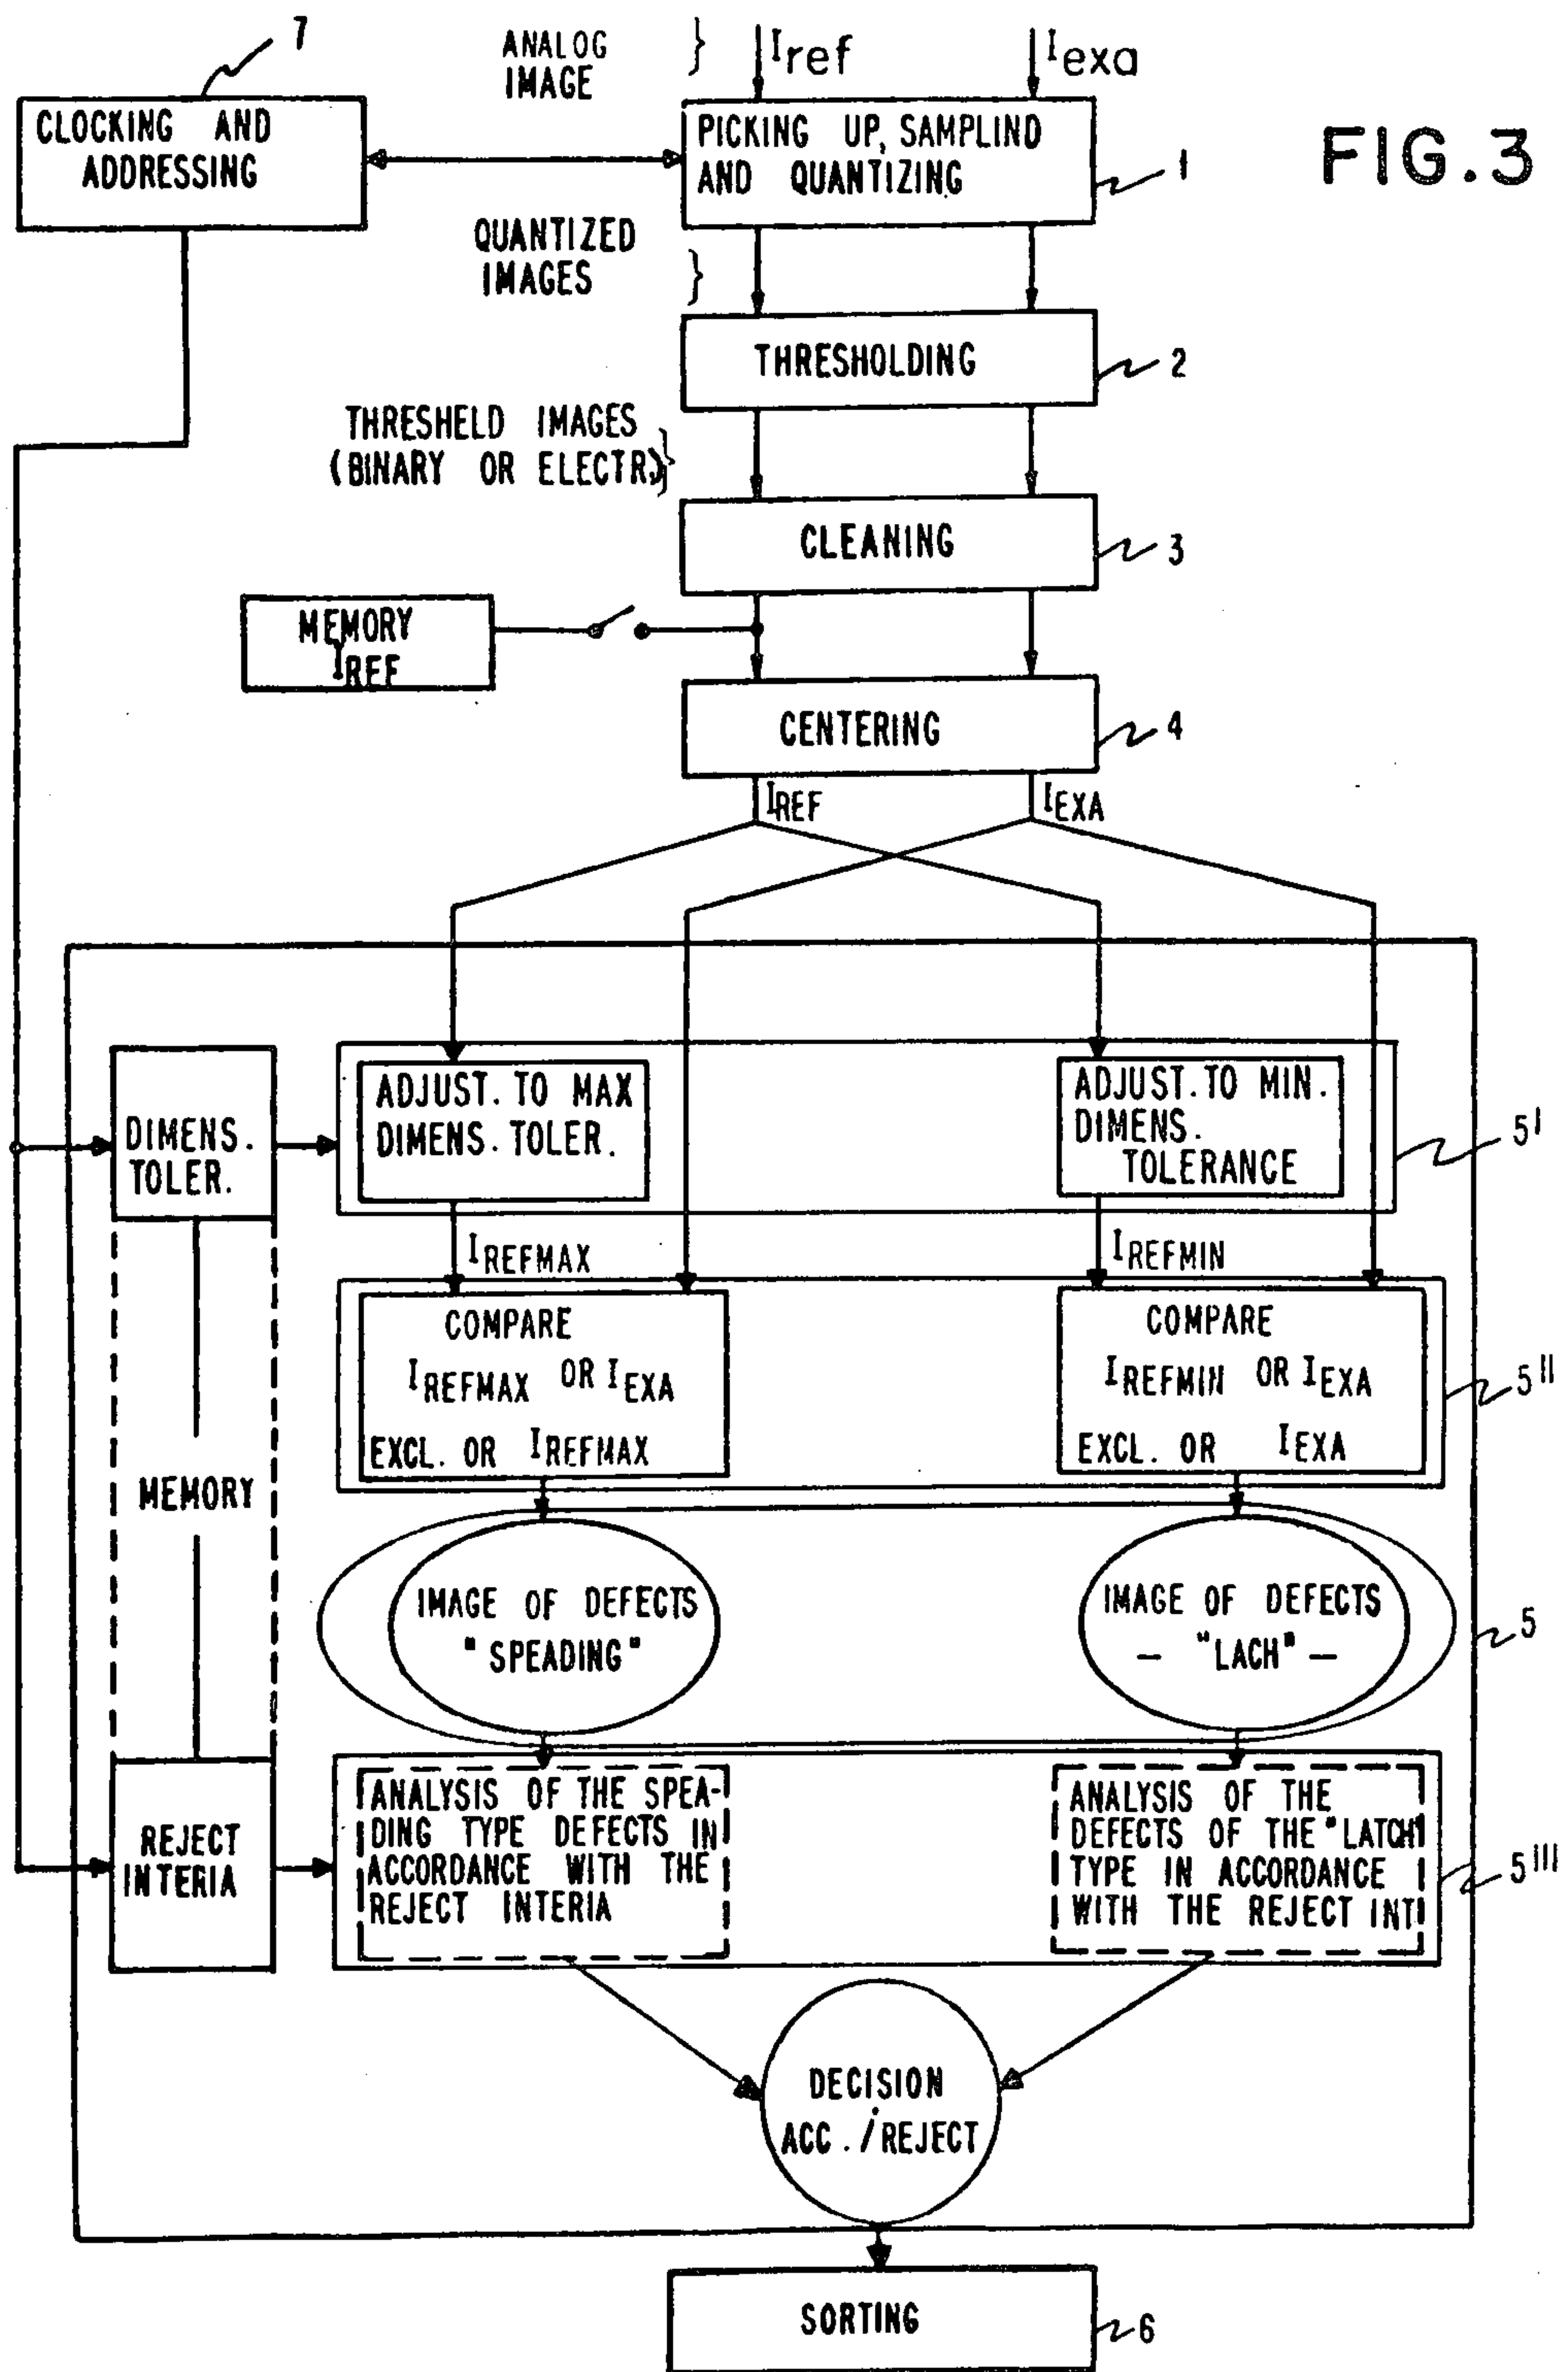 7
ANALOG
IMAGE
}
Iref
Iexa
FIG.3
CLOCKING AND
ADDRESSING
PICKING UP, SAMPLIND
AND QUANTIZING
1
QUANTIZED
IMAGES
}
THRESHOLDING
2
THRESHELD IMAGES
(BINARY OR ELECTR.)
}
CLEANING
3
MEMORY
IREF
CENTERING
4
IREF
IEXA
DIMENS.
TOLER.
ADJUST. TO MAX
DIMENS. TOLER.
ADJUST. TO MIN.
DIMENS.
TOLERANCE
5I
IREFMAX
IREFMIN
COMPARE
IREFMAX OR IEXA
EXCL. OR IREFMAX
COMPARE
IREFMIN OR IEXA
EXCL. OR IEXA
5II
MEMORY
IMAGE OF DEFECTS
"SPEADING"
IMAGE OF DEFECTS
— "LACH" —
5
REJECT
INTERIA
ANALYSIS OF THE SPEA-
DING TYPE DEFECTS IN
ACCORDANCE WITH THE
REJECT INTERIA
ANALYSIS OF THE
DEFECTS OF THE "LATCH"
TYPE IN ACCORDANCE
WITH THE REJECT INT
5III
DECISION
ACC. / REJECT
SORTING
6